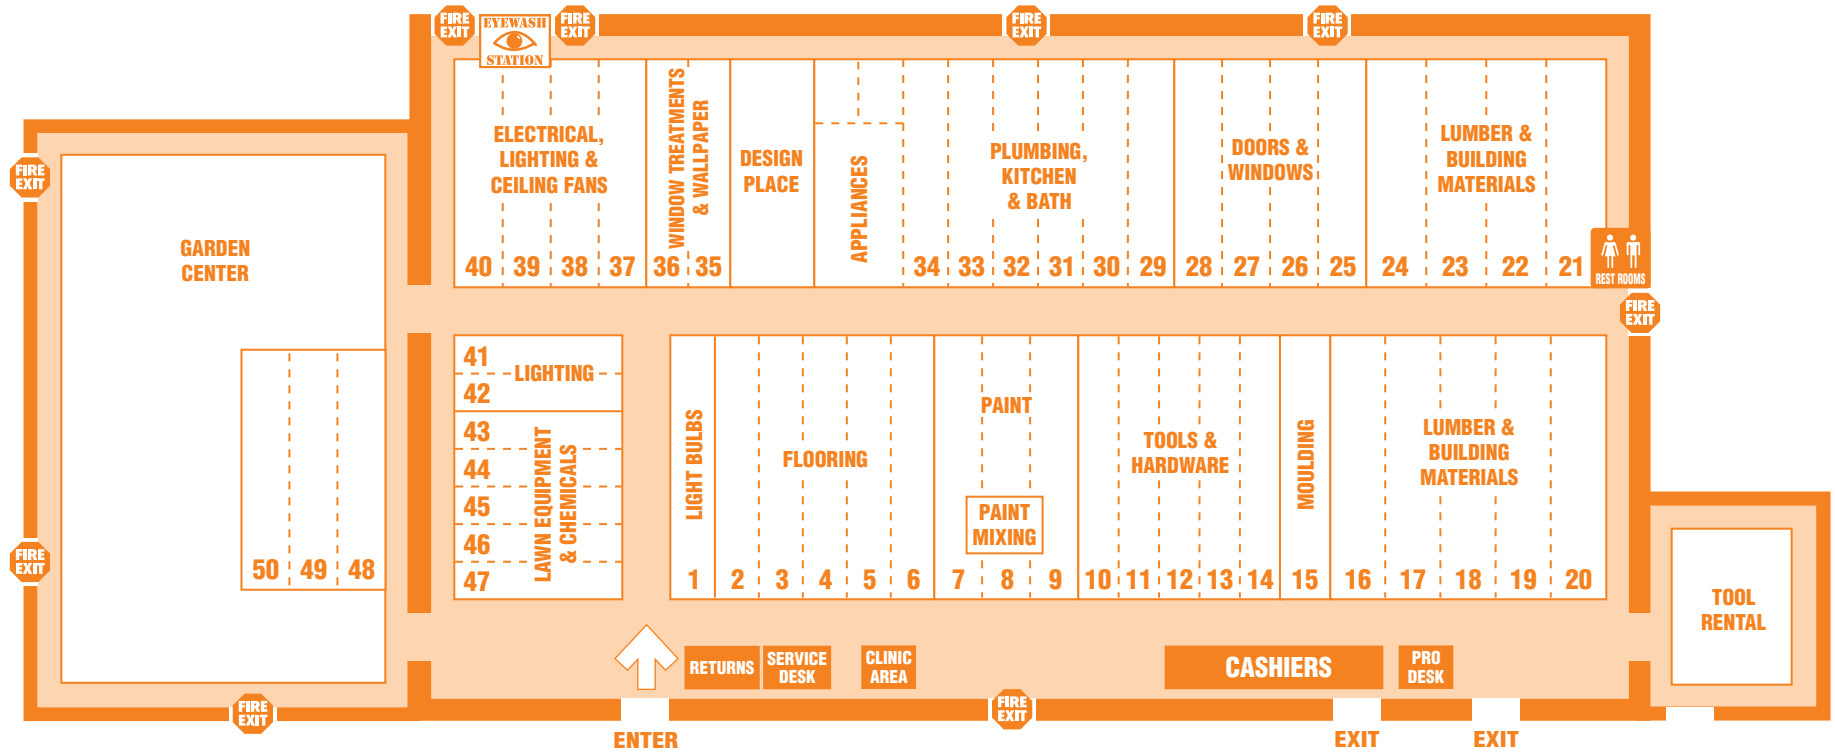 FIRE
EXIT
EYEWASH
STATION
FIRE
EXIT
FIRE
EXIT
FIRE
EXIT
FIRE
EXIT
GARDEN
CENTER
50 49 48
FIRE
EXIT
FIRE
EXIT
ELECTRICAL,
LIGHTING &
CEILING FANS
40 39 38 37
WINDOW TREATMENTS
& WALLPAPER
36 35
DESIGN
PLACE
APPLIANCES
PLUMBING,
KITCHEN
& BATH
34 33 32 31 30 29
DOORS &
WINDOWS
28 27 26 25
LUMBER &
BUILDING
MATERIALS
24 23 22 21
REST ROOMS
FIRE
EXIT
41
LIGHTING
42
43
44
45
46
47
LAWN EQUIPMENT
& CHEMICALS
LIGHT BULBS
1
FLOORING
2 3 4 5 6
PAINT
PAINT
MIXING
7 8 9
TOOLS &
HARDWARE
10 11 12 13 14
MOULDING
15
LUMBER &
BUILDING
MATERIALS
16 17 18 19 20
TOOL
RENTAL
RETURNS
SERVICE
DESK
CLINIC
AREA
CASHIERS
PRO
DESK
FIRE
EXIT
ENTER
EXIT
EXIT